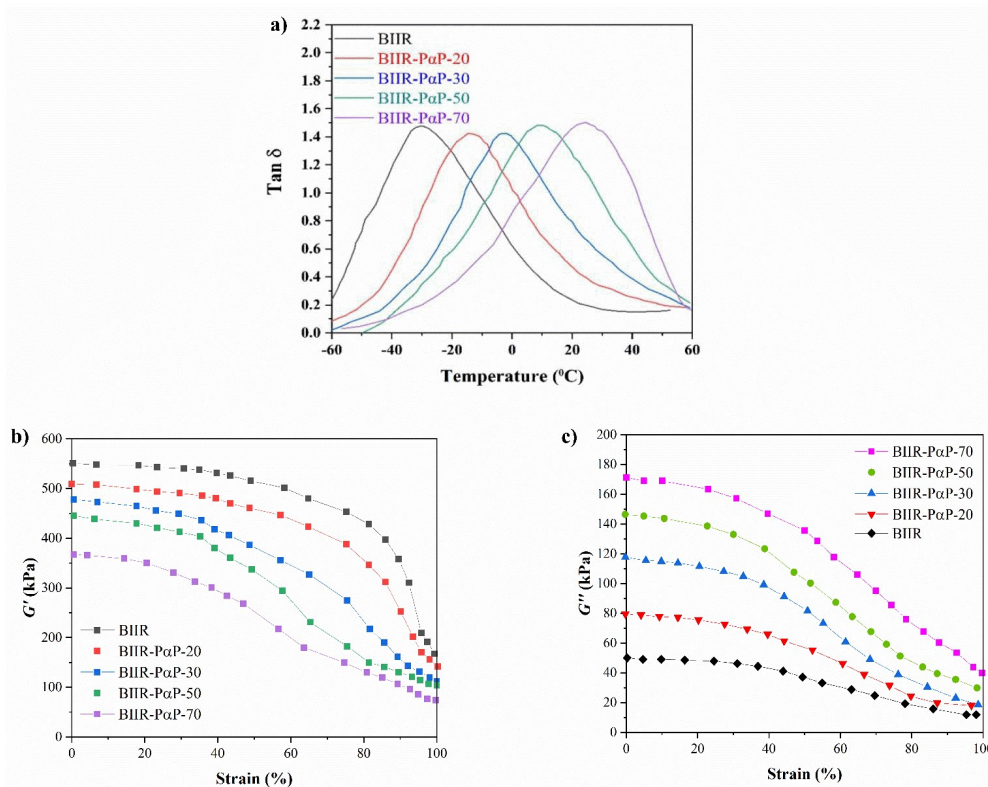 a)
BIIR
BIIR-PαP-20
BIIR-PαP-30
BIIR-PαP-50
BIIR-PαP-70
2.2
2.0
1.8
1.6
1.4
1.2
1.0
0.8
0.6
0.4
0.2
0.0
Tan δ
-60 -40 -20 0 20 40 60
Temperature (⁰C)
b)
600
500
400
300
200
100
0
G' (kPa)
BIIR
BIIR-PαP-20
BIIR-PαP-30
BIIR-PαP-50
BIIR-PαP-70
0 20 40 60 80 100
Strain (%)
c)
200
180
160
140
120
100
80
60
40
20
0
G'' (kPa)
BIIR-PαP-70
BIIR-PαP-50
BIIR-PαP-30
BIIR-PαP-20
BIIR
0 20 40 60 80 100
Strain (%)